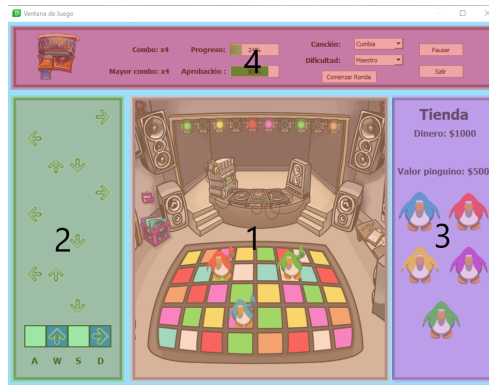 Ventana de Juego
Combo: x4
Progreso:
Canción:
Cumbia
Pausar
4
Mayor combo: x4
Aprobación :
Dificultad:
Maestro
Comenzar Ronda
Salir
Tienda
Dinero: $1000
Valor pinguino: $500
2
1
3
A W S D